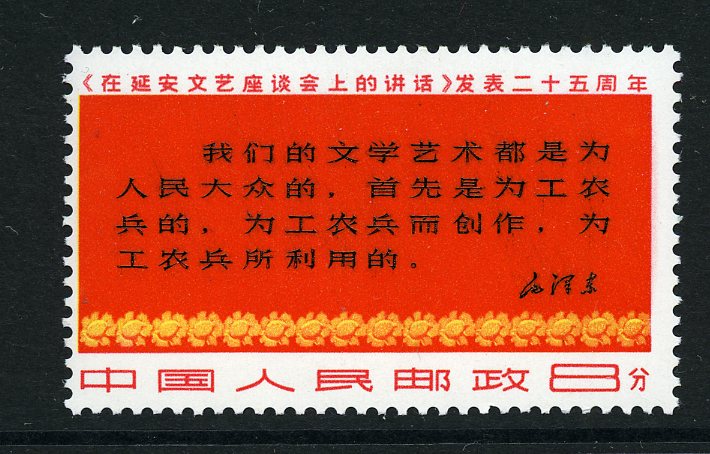 《在延安文艺座谈会上的讲话》发表二十五周年
我们的文学艺术都是为
人民大众的，首先是为工农
兵的，为工农兵而创作，为
工农兵所利用的。
毛泽东
中国人民邮政8分